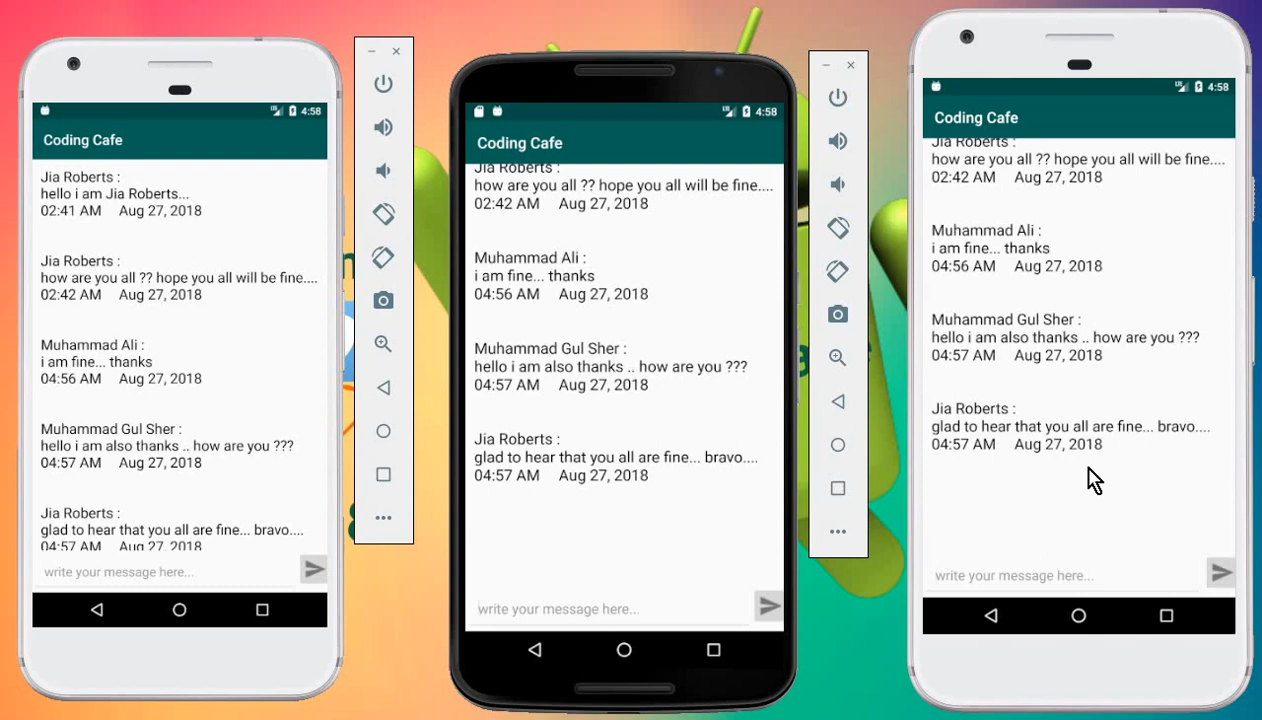 4:58
Coding Cafe
Jia Roberts :
hello i am Jia Roberts...
02:41 AM Aug 27, 2018
Jia Roberts :
how are you all ?? hope you all will be fine....
02:42 AM Aug 27, 2018
Muhammad Ali :
i am fine... thanks
04:56 AM Aug 27, 2018
Muhammad Gul Sher :
hello i am also thanks .. how are you ???
04:57 AM Aug 27, 2018
Jia Roberts :
glad to hear that you all are fine... bravo....
04:57 AM Aug 27, 2018
write your message here...
4:58
Coding Cafe
Jia Roberts :
how are you all ?? hope you all will be fine....
02:42 AM Aug 27, 2018
Muhammad Ali :
i am fine... thanks
04:56 AM Aug 27, 2018
Muhammad Gul Sher :
hello i am also thanks .. how are you ???
04:57 AM Aug 27, 2018
Jia Roberts :
glad to hear that you all are fine... bravo....
04:57 AM Aug 27, 2018
write your message here...
4:58
Coding Cafe
Jia Roberts :
how are you all ?? hope you all will be fine....
02:42 AM Aug 27, 2018
Muhammad Ali :
i am fine... thanks
04:56 AM Aug 27, 2018
Muhammad Gul Sher :
hello i am also thanks .. how are you ???
04:57 AM Aug 27, 2018
Jia Roberts :
glad to hear that you all are fine... bravo....
04:57 AM Aug 27, 2018
write your message here...